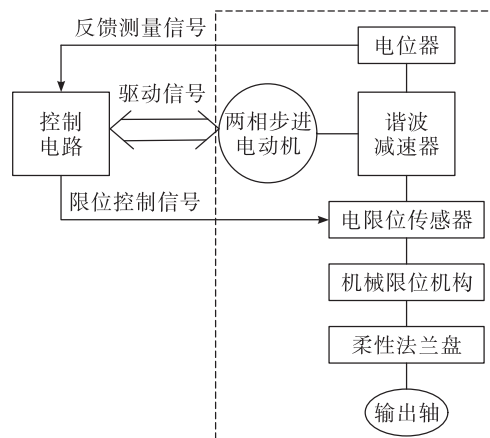 反馈测量信号
电位器
驱动信号
控制
电路
两相步进
电动机
谐波
减速器
限位控制信号
电限位传感器
机械限位机构
柔性法兰盘
输出轴